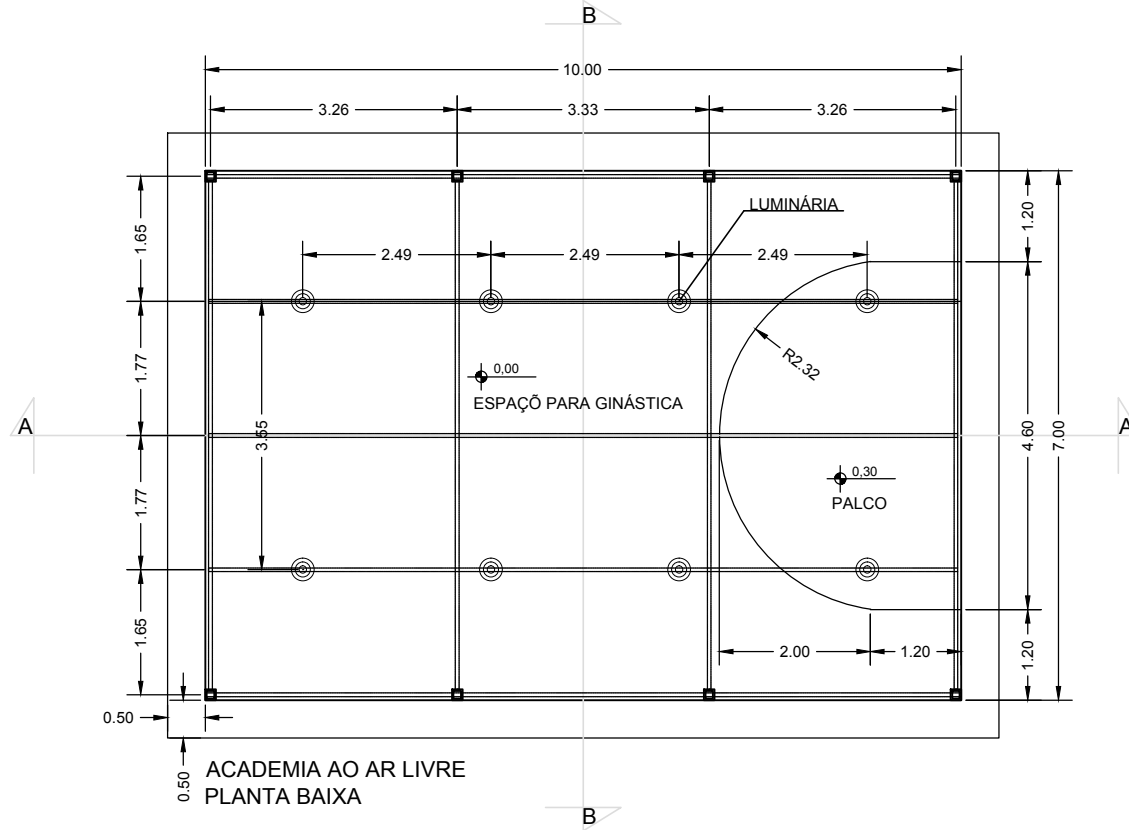 B
10.00
3.26
3.33
3.26
LUMINÁRIA
1.65
2.49
2.49
2.49
1.20
R2.32
1.77
0,00
ESPAÇÕ PARA GINÁSTICA
A
3.55
4.60
7.00
A
0,30
PALCO
1.77
1.65
2.00
1.20
1.20
0.50
0.50
ACADEMIA AO AR LIVRE
PLANTA BAIXA
B